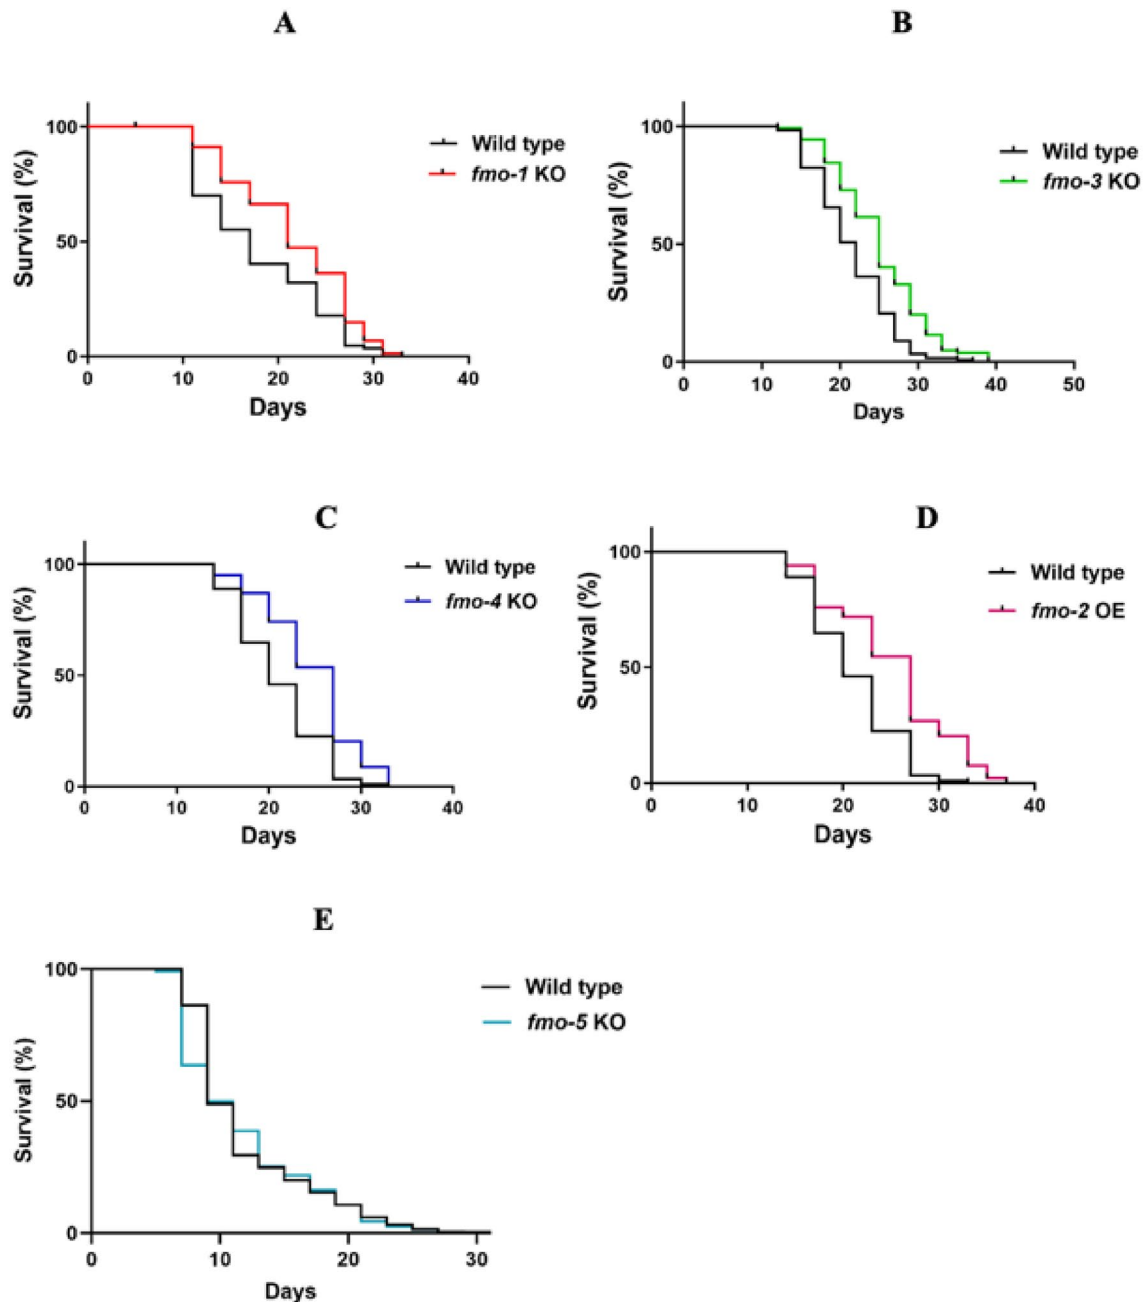 A
Survival (%)
100
50
0
0 10 20 30 40
Days
Wild type
fmo-1 KO
B
Survival (%)
100
50
0
0 10 20 30 40 50
Days
Wild type
fmo-3 KO
C
Survival (%)
100
50
0
0 10 20 30 40
Days
Wild type
fmo-4 KO
D
Survival (%)
100
50
0
0 10 20 30 40
Days
Wild type
fmo-2 OE
E
Survival (%)
100
50
0
0 10 20 30
Days
Wild type
fmo-5 KO